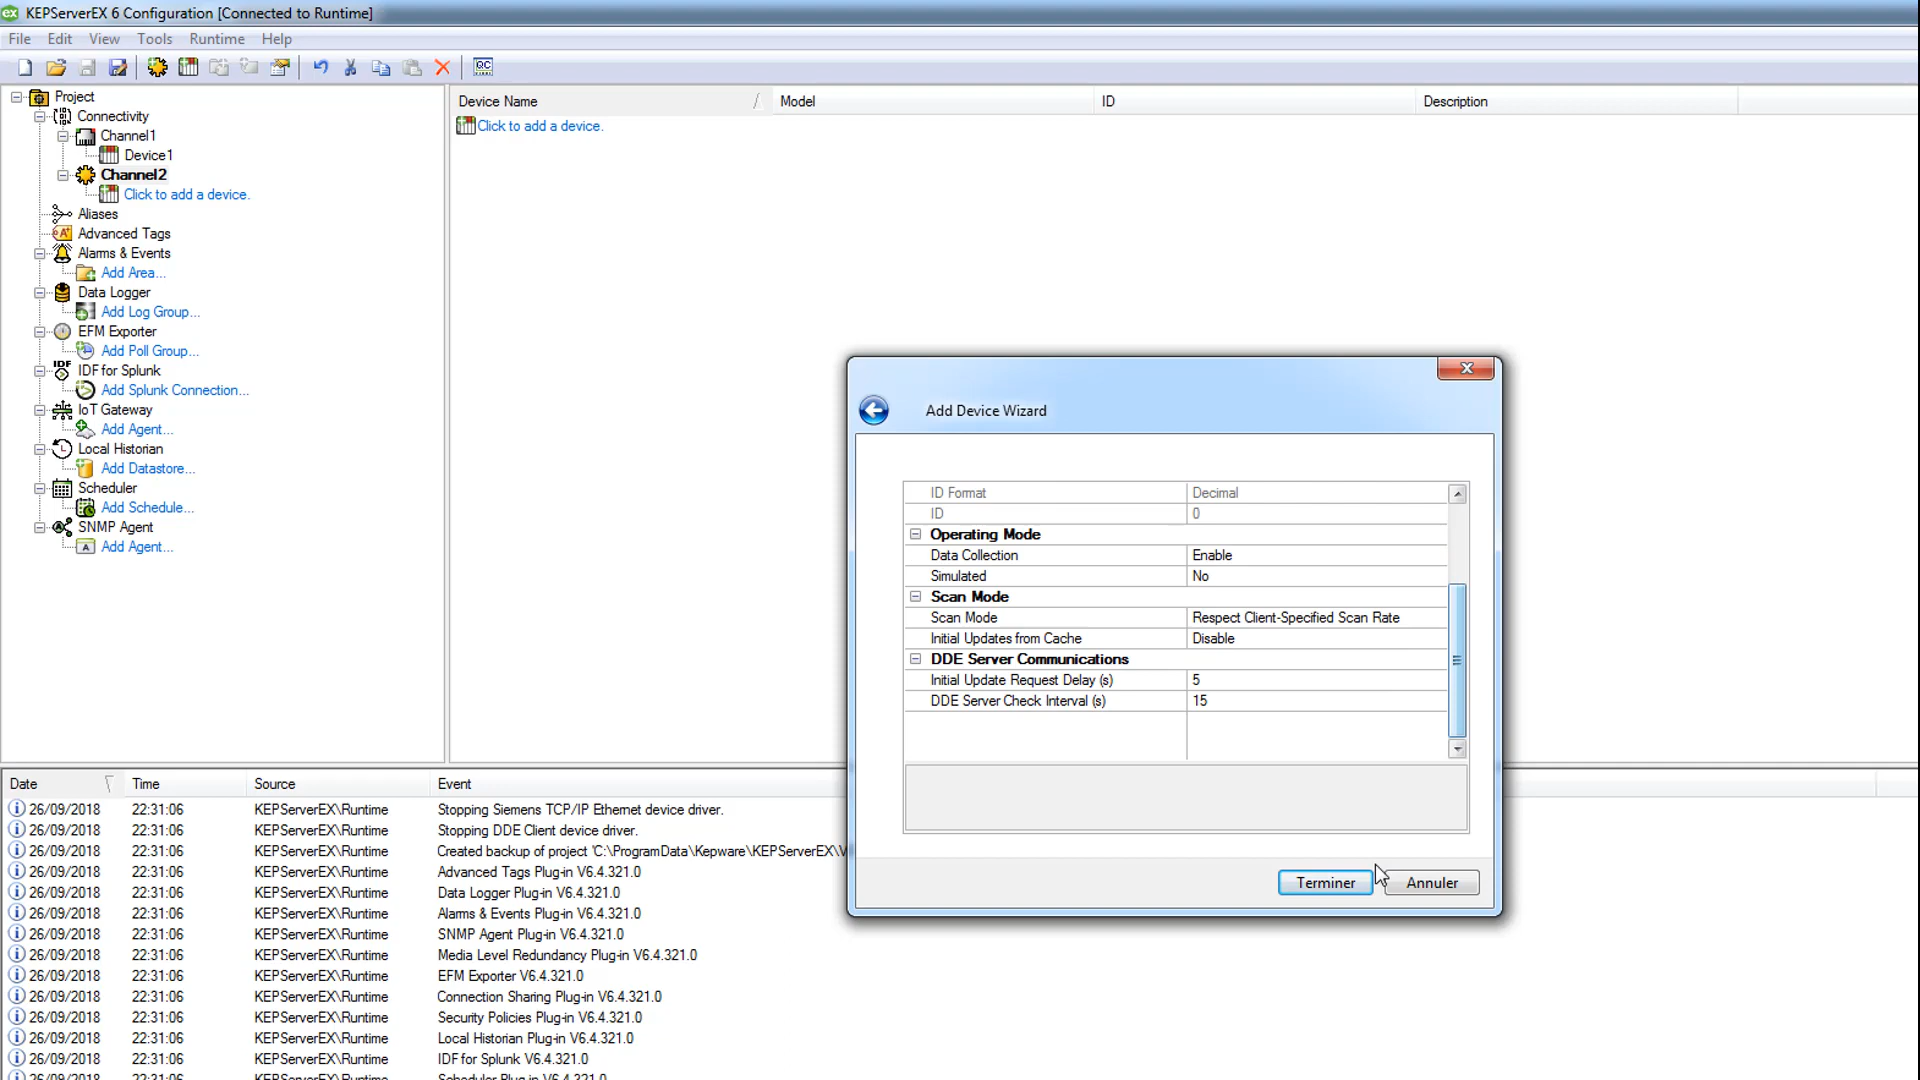 KEPServerEX 6 Configuration [Connected to Runtime]
File Edit View Tools Runtime Help
Project
Connectivity
Channel1
Device1
Channel2
Click to add a device.
Aliases
Advanced Tags
Alarms & Events
Add Area...
Data Logger
Add Log Group...
EFM Exporter
Add Poll Group...
IDF for Splunk
Add Splunk Connection...
IoT Gateway
Add Agent...
Local Historian
Add Datastore...
Scheduler
Add Schedule...
SNMP Agent
Add Agent...
Device Name Model ID Description
Click to add a device.
Add Device Wizard
ID Format Decimal
ID 0
Operating Mode
Data Collection Enable
Simulated No
Scan Mode
Scan Mode Respect Client-Specified Scan Rate
Initial Updates from Cache Disable
DDE Server Communications
Initial Update Request Delay (s) 5
DDE Server Check Interval (s) 15
Terminer Annuler
Date Time Source Event
26/09/2018 22:31:06 KEPServerEX\Runtime Stopping Siemens TCP/IP Ethernet device driver.
26/09/2018 22:31:06 KEPServerEX\Runtime Stopping DDE Client device driver.
26/09/2018 22:31:06 KEPServerEX\Runtime Created backup of project 'C:\ProgramData\Kepware\KEPServerEX\V
26/09/2018 22:31:06 KEPServerEX\Runtime Advanced Tags Plug-in V6.4.321.0
26/09/2018 22:31:06 KEPServerEX\Runtime Data Logger Plug-in V6.4.321.0
26/09/2018 22:31:06 KEPServerEX\Runtime Alarms & Events Plug-in V6.4.321.0
26/09/2018 22:31:06 KEPServerEX\Runtime SNMP Agent Plug-in V6.4.321.0
26/09/2018 22:31:06 KEPServerEX\Runtime Media Level Redundancy Plug-in V6.4.321.0
26/09/2018 22:31:06 KEPServerEX\Runtime EFM Exporter V6.4.321.0
26/09/2018 22:31:06 KEPServerEX\Runtime Connection Sharing Plug-in V6.4.321.0
26/09/2018 22:31:06 KEPServerEX\Runtime Security Policies Plug-in V6.4.321.0
26/09/2018 22:31:06 KEPServerEX\Runtime Local Historian Plug-in V6.4.321.0
26/09/2018 22:31:06 KEPServerEX\Runtime IDF for Splunk V6.4.321.0
26/09/2018 22:31:06 KEPServerEX\Runtime Scheduler Plug-in V6.4.321.0